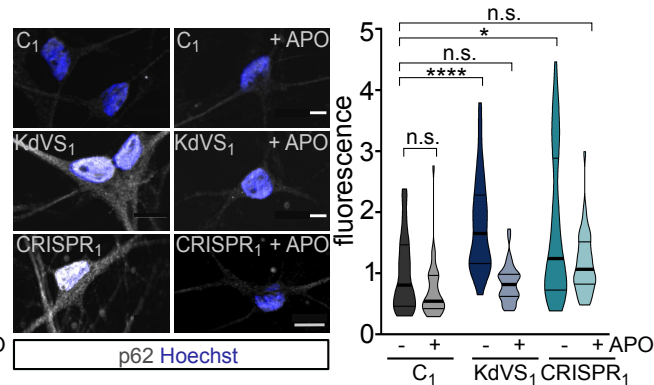 C₁
C₁ + APO
KdVS₁
+ APO
CRISPR₁
CRISPR₁ + APO
p62 Hoechst
fluorescence
n.s.
*
n.s.
****
n.s.
5
4
3
2
1
0
- + - + - + APO
C₁ KdVS₁ CRISPR₁